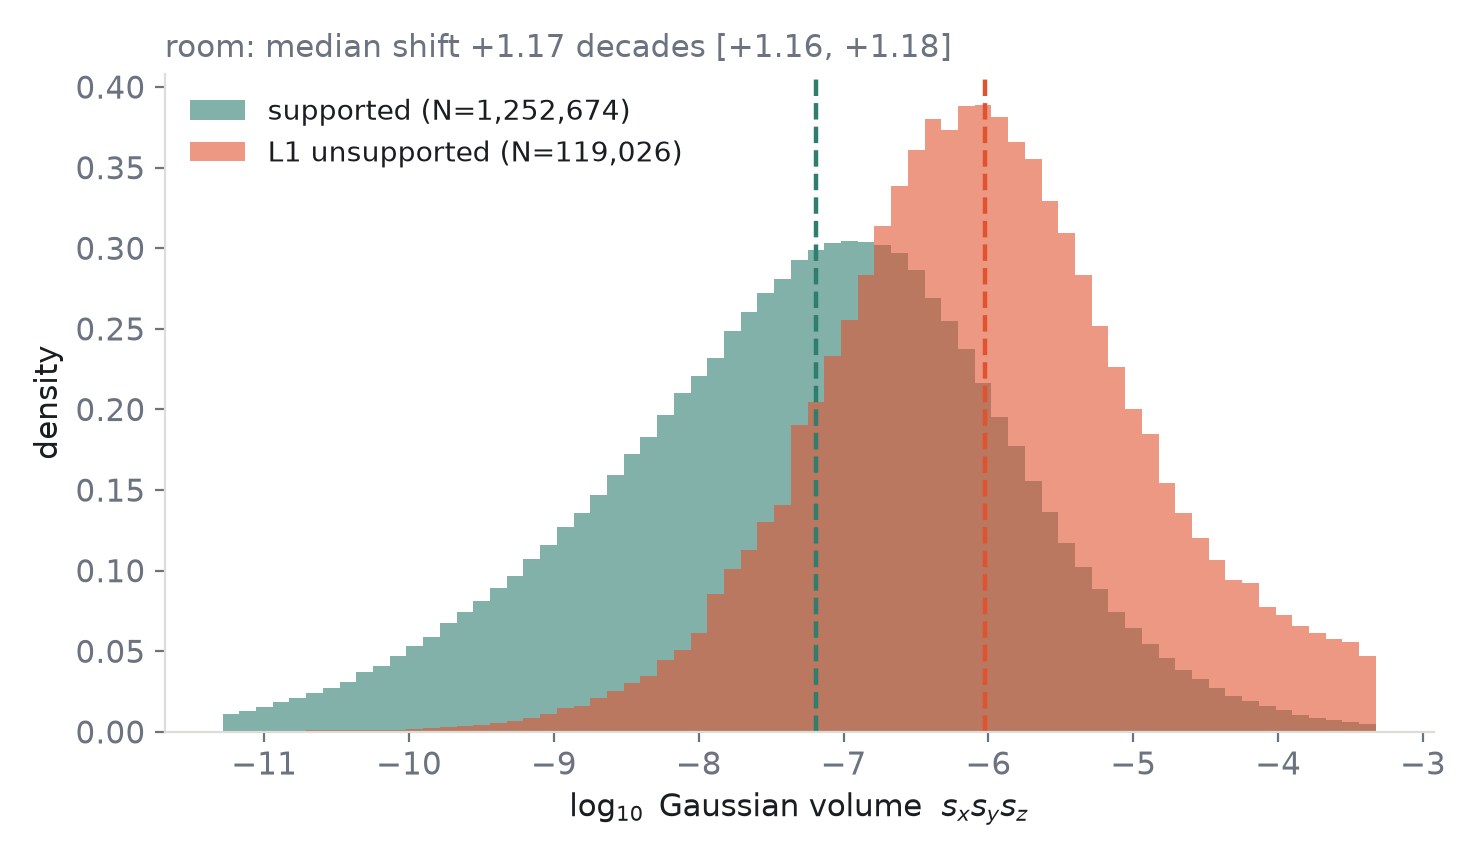 room: median shift +1.17 decades [+1.16, +1.18]
supported (N=1,252,674)
L1 unsupported (N=119,026)
0.40
0.35
0.30
0.25
0.20
0.15
0.10
0.05
0.00
density
−11 −10 −9 −8 −7 −6 −5 −4 −3
log₁₀ Gaussian volume sₓsᵧs_z